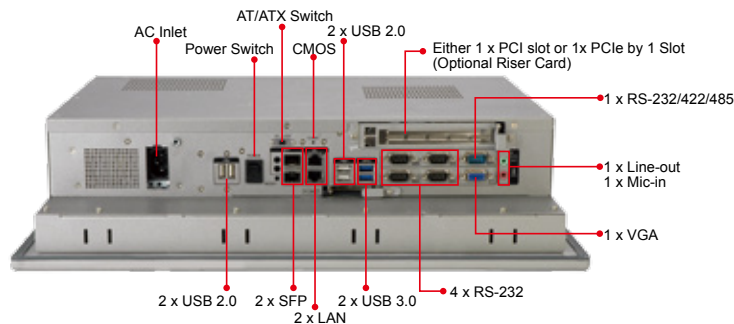 AT/ATX Switch
AC Inlet
2 x USB 2.0
Power Switch
CMOS
Either 1 x PCI slot or 1x PCIe by 1 Slot
(Optional Riser Card)
1 x RS-232/422/485
1 x Line-out
1 x Mic-in
1 x VGA
2 x USB 2.0
2 x SFP
2 x USB 3.0
4 x RS-232
2 x LAN